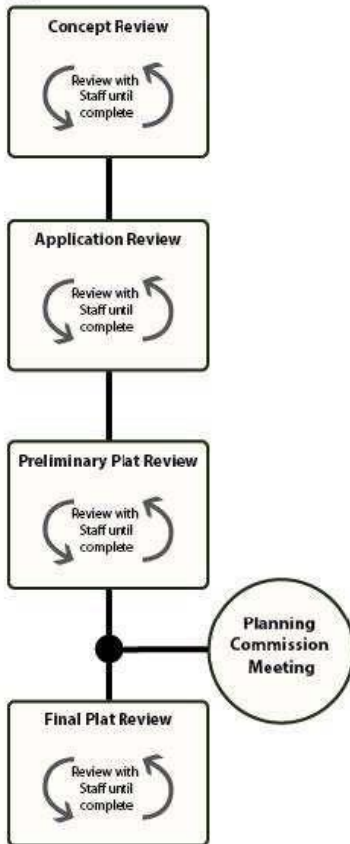 Concept Review
Review with
Staff until
complete
Application Review
Review with
Staff until
complete
Preliminary Plat Review
Review with
Staff until
complete
Planning
Commission
Meeting
Final Plat Review
Review with
Staff until
complete